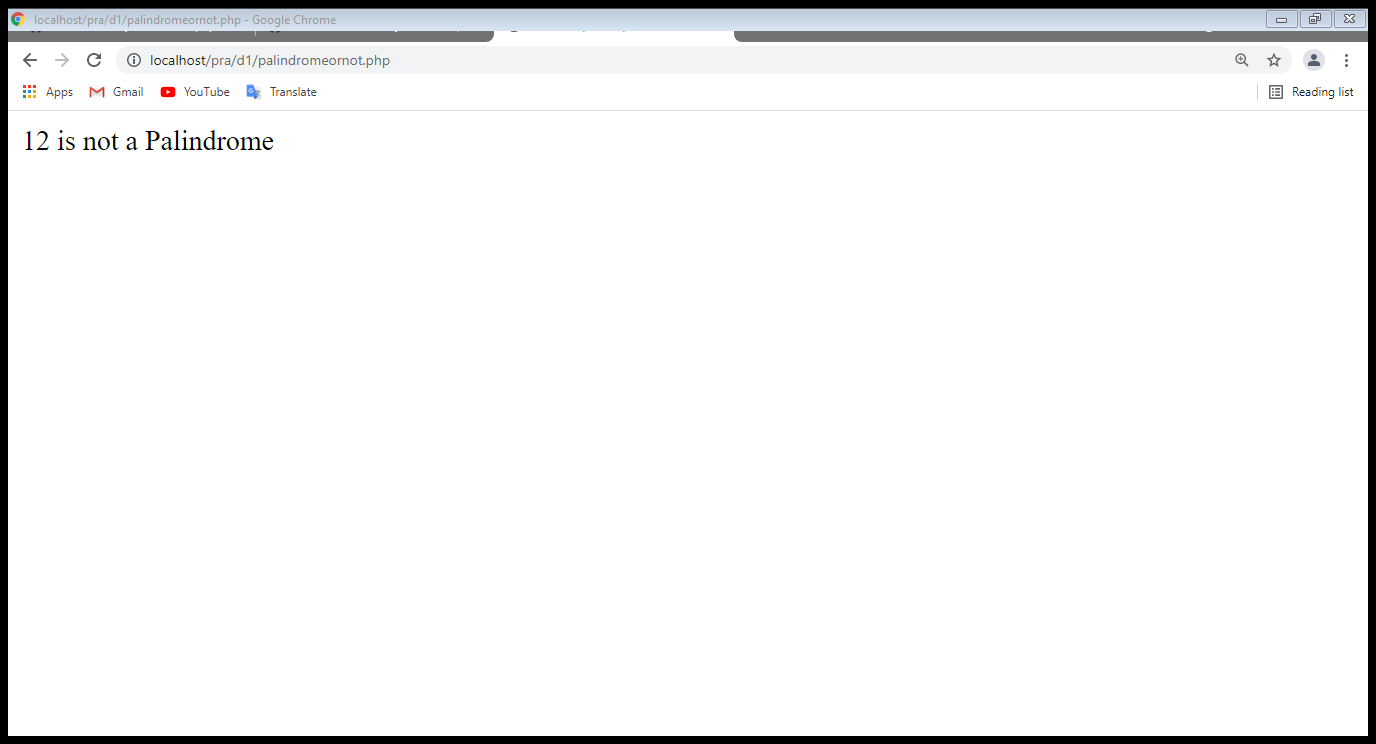 localhost/pra/d1/palindromeornot.php - Google Chrome
localhost/pra/d1/palindromeornot.php
Apps Gmail YouTube Translate Reading list
12 is not a Palindrome